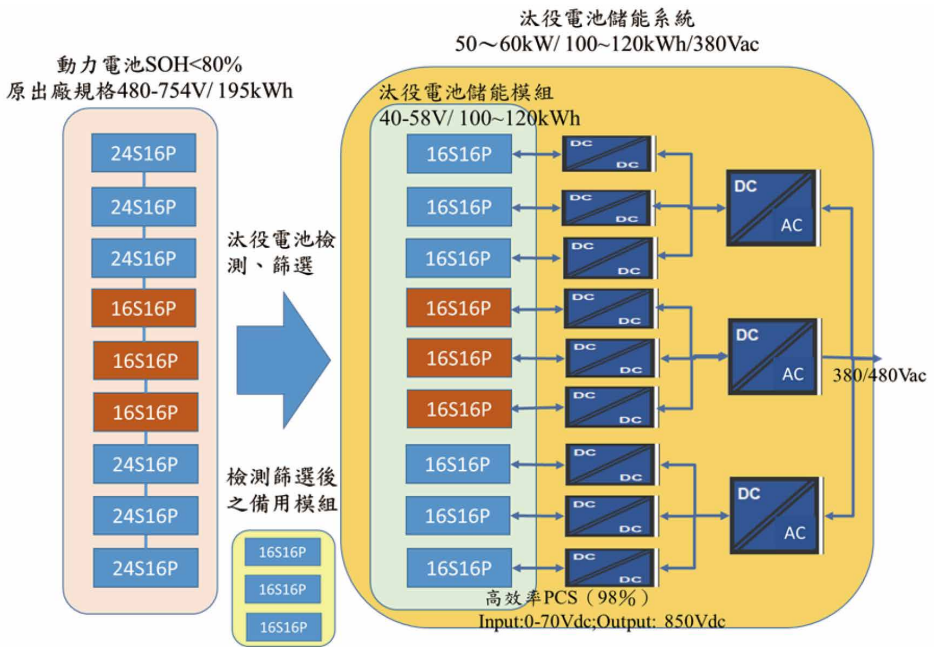 動力電池SOH<80%
原出廠規格480-754V/ 195kWh
24S16P
24S16P
24S16P
16S16P
16S16P
16S16P
24S16P
24S16P
24S16P
汰役電池檢
測、篩選
檢測篩選後
之備用模組
16S16P
16S16P
16S16P
汰役電池儲能系統
50～60kW/ 100~120kWh/380Vac
汰役電池儲能模組
40-58V/ 100~120kWh
16S16P
DC
DC
16S16P
DC
DC
16S16P
DC
DC
16S16P
DC
DC
16S16P
DC
DC
16S16P
DC
DC
16S16P
DC
DC
16S16P
DC
DC
16S16P
DC
DC
DC
AC
DC
AC
DC
AC
380/480Vac
高效率PCS（98%）
Input:0-70Vdc;Output: 850Vdc